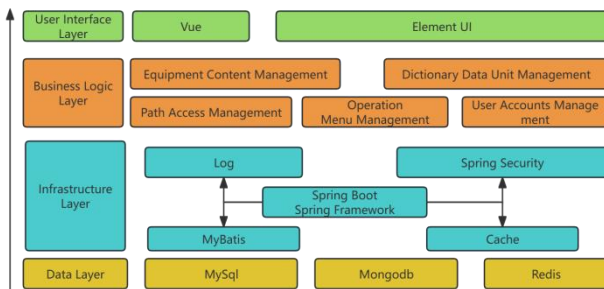 User Interface
Layer
Vue
Element UI
Business Logic
Layer
Equipment Content Management
Dictionary Data Unit Management
Path Access Management
Operation
Menu Management
User Accounts Manage
ment
Infrastructure
Layer
Log
Spring Security
Spring Boot
Spring Framework
MyBatis
Cache
Data Layer
MySql
Mongodb
Redis